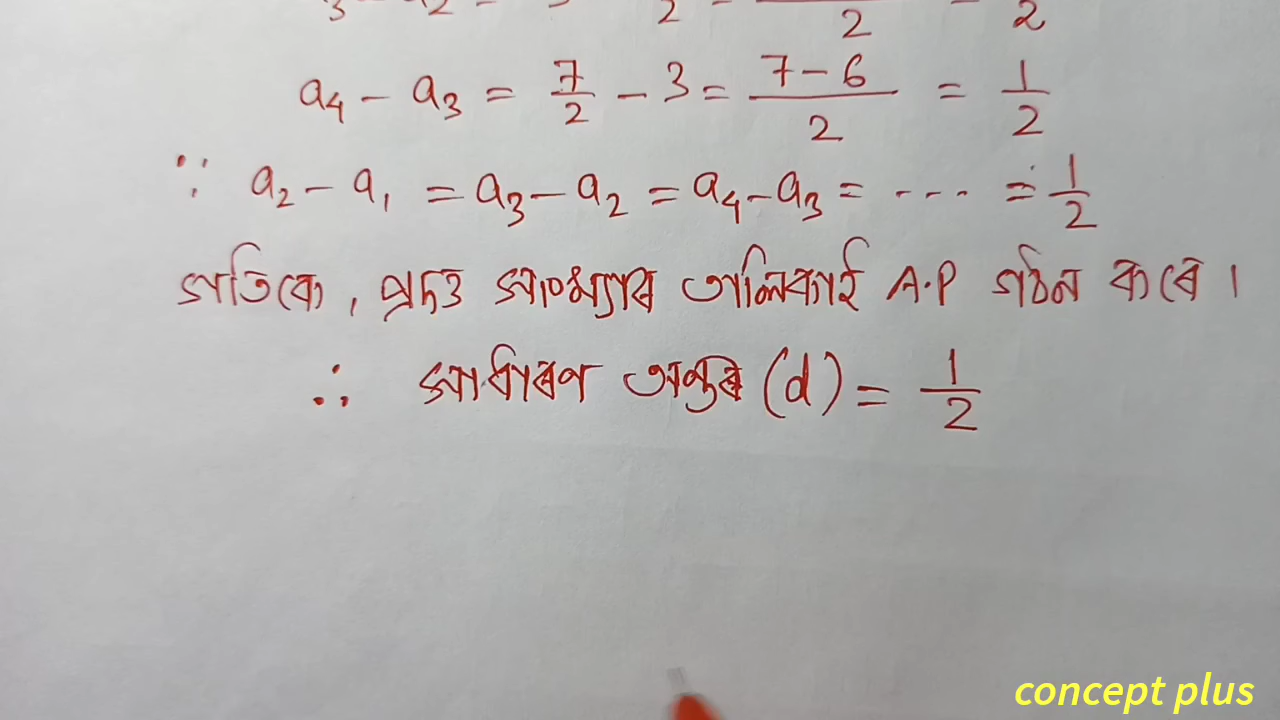 a₄ - a₃ = 7/2 - 3 = (7-6)/2 = 1/2
∵ a₂ - a₁ = a₃ - a₂ = a₄ - a₃ = - - - - = 1/2
গতিকে, প্ৰদত্ত সংখ্যাৰ তালিকাই A.P গঠন কৰে।
∴ সাধাৰণ অন্তৰ (d) = 1/2
concept plus